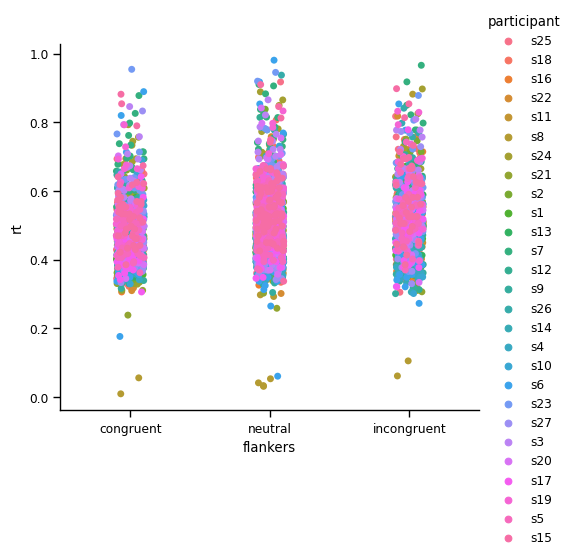 participant
s25
s18
s16
s22
s11
s8
s24
s21
s2
s1
s13
s7
s12
s9
s26
s14
s4
s10
s6
s23
s27
s3
s20
s17
s19
s5
s15
1.0
0.8
0.6
0.4
0.2
0.0
rt
congruent neutral incongruent
flankers